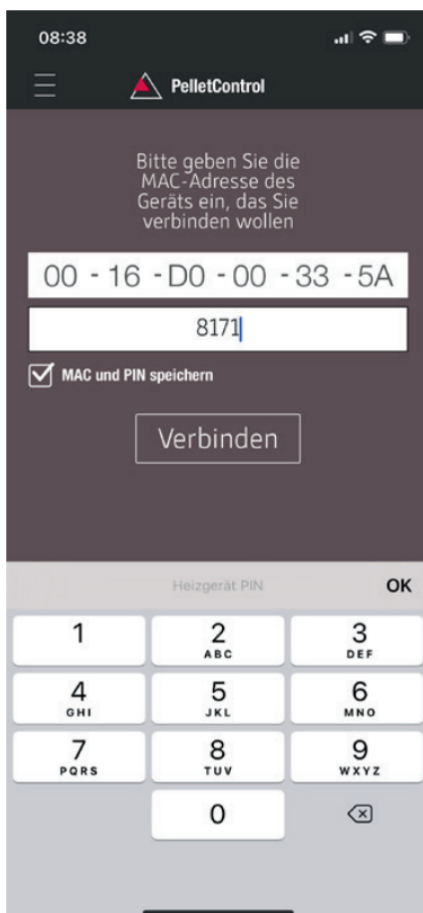 08:38
PelletControl
Bitte geben Sie die
MAC-Adresse des
Geräts ein, das Sie
verbinden wollen
00 - 16 - D0 - 00 - 33 - 5A
8171
MAC und PIN speichern
Verbinden
Heizgerät PIN OK
1 2 3
ABC DEF
4 5 6
GHI JKL MNO
7 8 9
PQRS TUV WXYZ
0